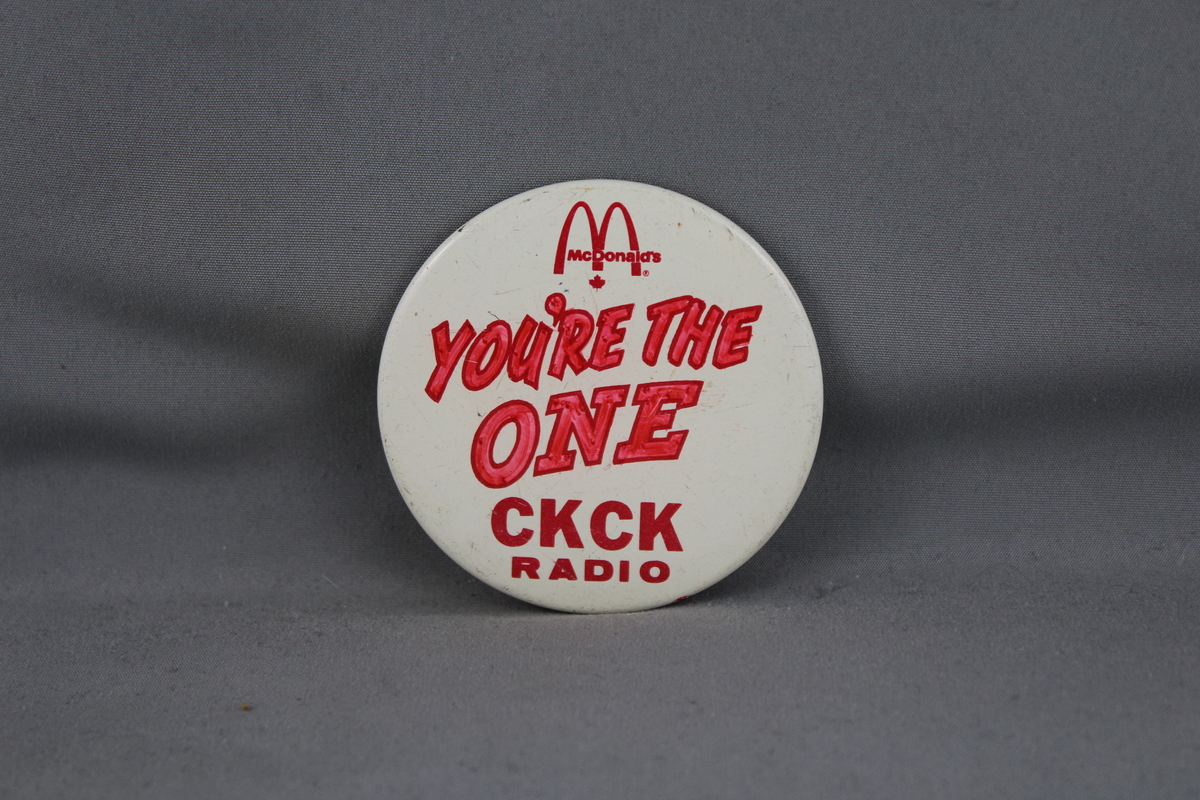 McDonald's®
YOU'RE THE
ONE
CKCK
RADIO